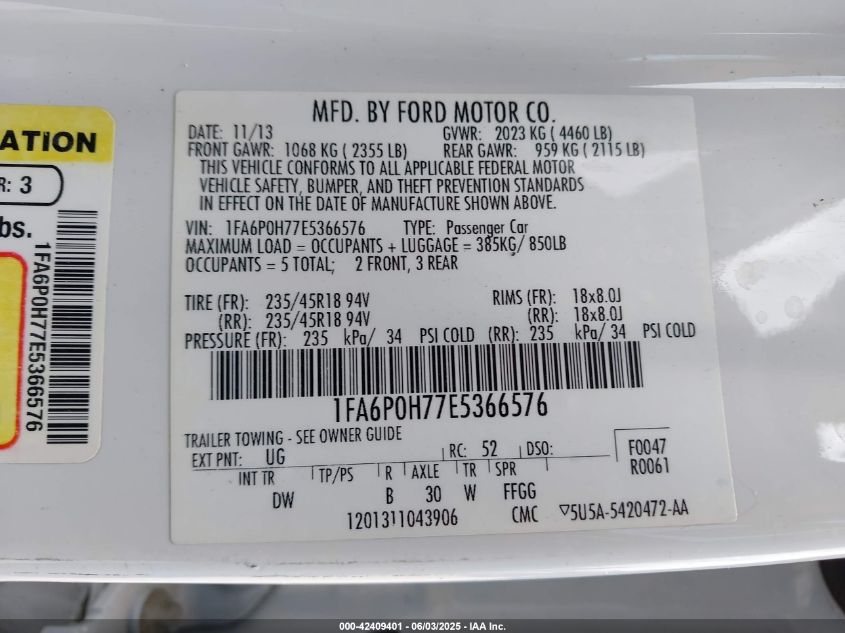 MFD. BY FORD MOTOR CO.
DATE: 11/13 GVWR: 2023 KG ( 4460 LB)
FRONT GAWR: 1068 KG ( 2355 LB) REAR GAWR: 959 KG ( 2115 LB)
THIS VEHICLE CONFORMS TO ALL APPLICABLE FEDERAL MOTOR
VEHICLE SAFETY, BUMPER, AND THEFT PREVENTION STANDARDS
IN EFFECT ON THE DATE OF MANUFACTURE SHOWN ABOVE.
VIN: 1FA6P0H77E5366576 TYPE: Passenger Car
MAXIMUM LOAD = OCCUPANTS + LUGGAGE = 385KG/ 850LB
OCCUPANTS = 5 TOTAL; 2 FRONT, 3 REAR
TIRE (FR): 235/45R18 94V RIMS (FR): 18x8.0J
(RR): 235/45R18 94V (RR): 18x8.0J
PRESSURE (FR): 235 kPa/ 34 PSI COLD (RR): 235 kPa/ 34 PSI COLD
1FA6P0H77E5366576
TRAILER TOWING - SEE OWNER GUIDE
EXT PNT: UG RC: 52 DSO: F0047
R0061
INT TR TP/PS R AXLE TR SPR
DW B 30 W FFGG
1201311043906 CMC ▽5U5A-5420472-AA
ATION
R: 3
bs.
1FA6P0H77E5366576
000-42409401 - 06/03/2025 - IAA Inc.